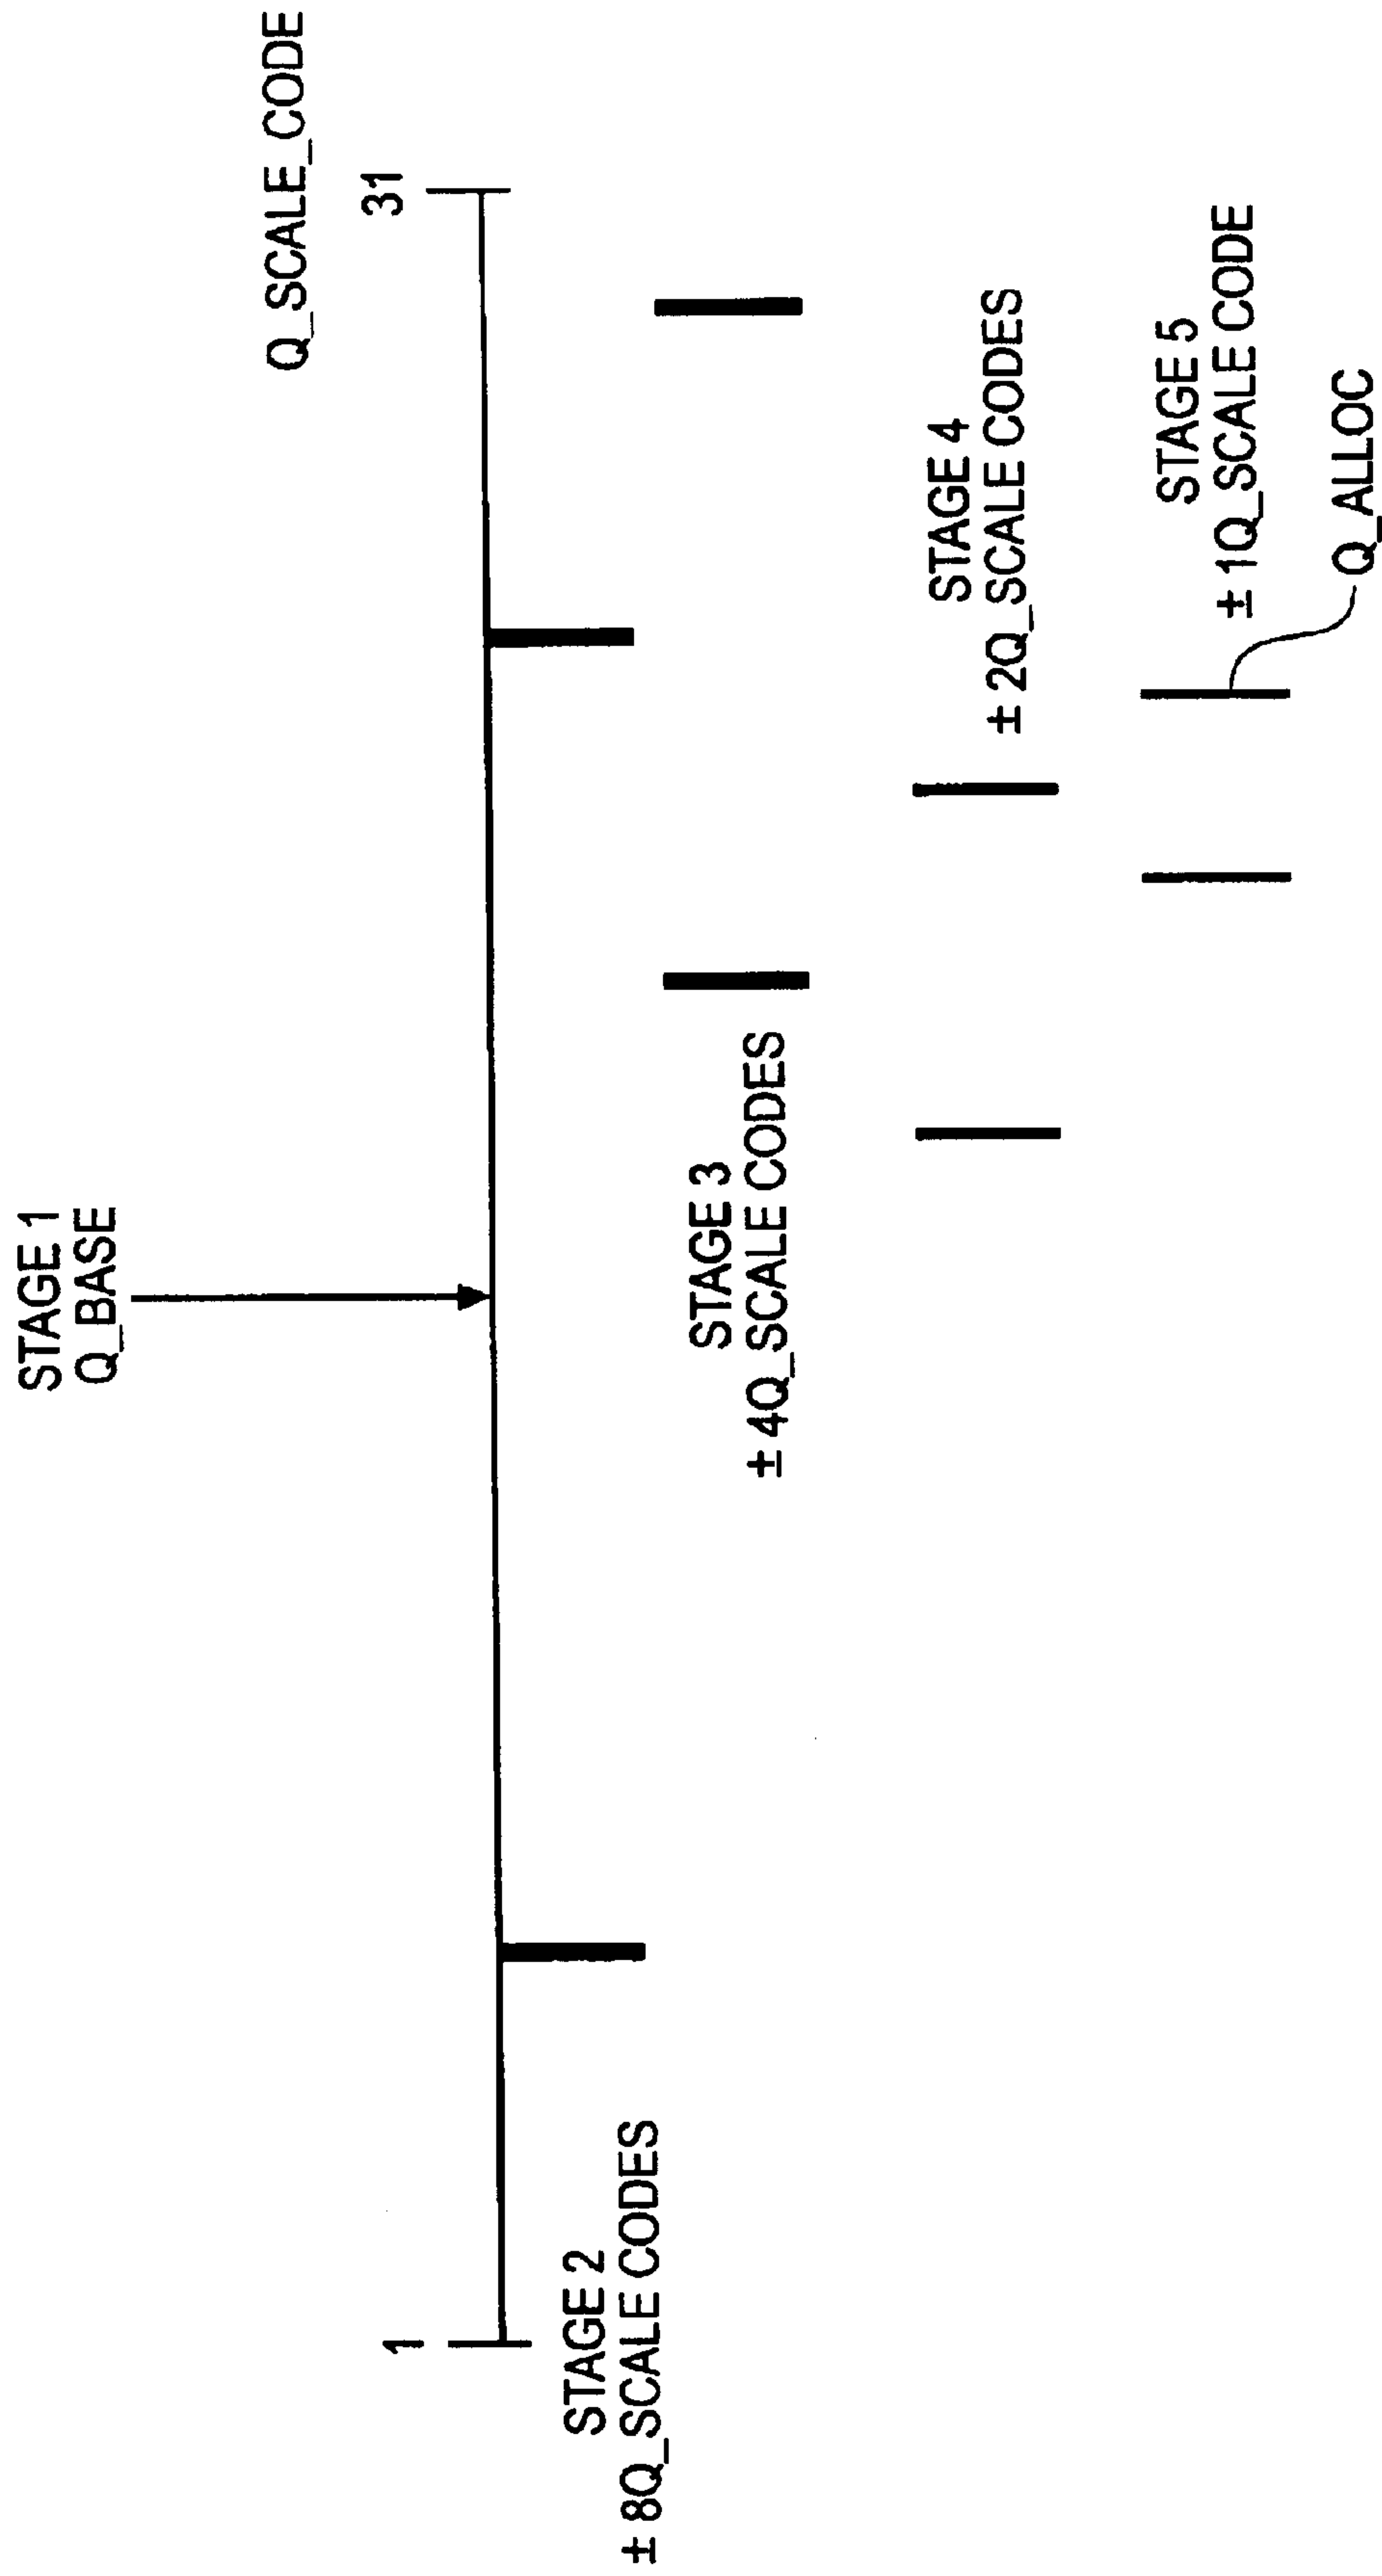 STAGE 1
Q_BASE
Q_SCALE_CODE
1
31
STAGE 2
± 8Q_SCALE CODES
STAGE 3
± 4Q_SCALE CODES
STAGE 4
± 2Q_SCALE CODES
STAGE 5
± 1Q_SCALE CODE
Q_ALLOC